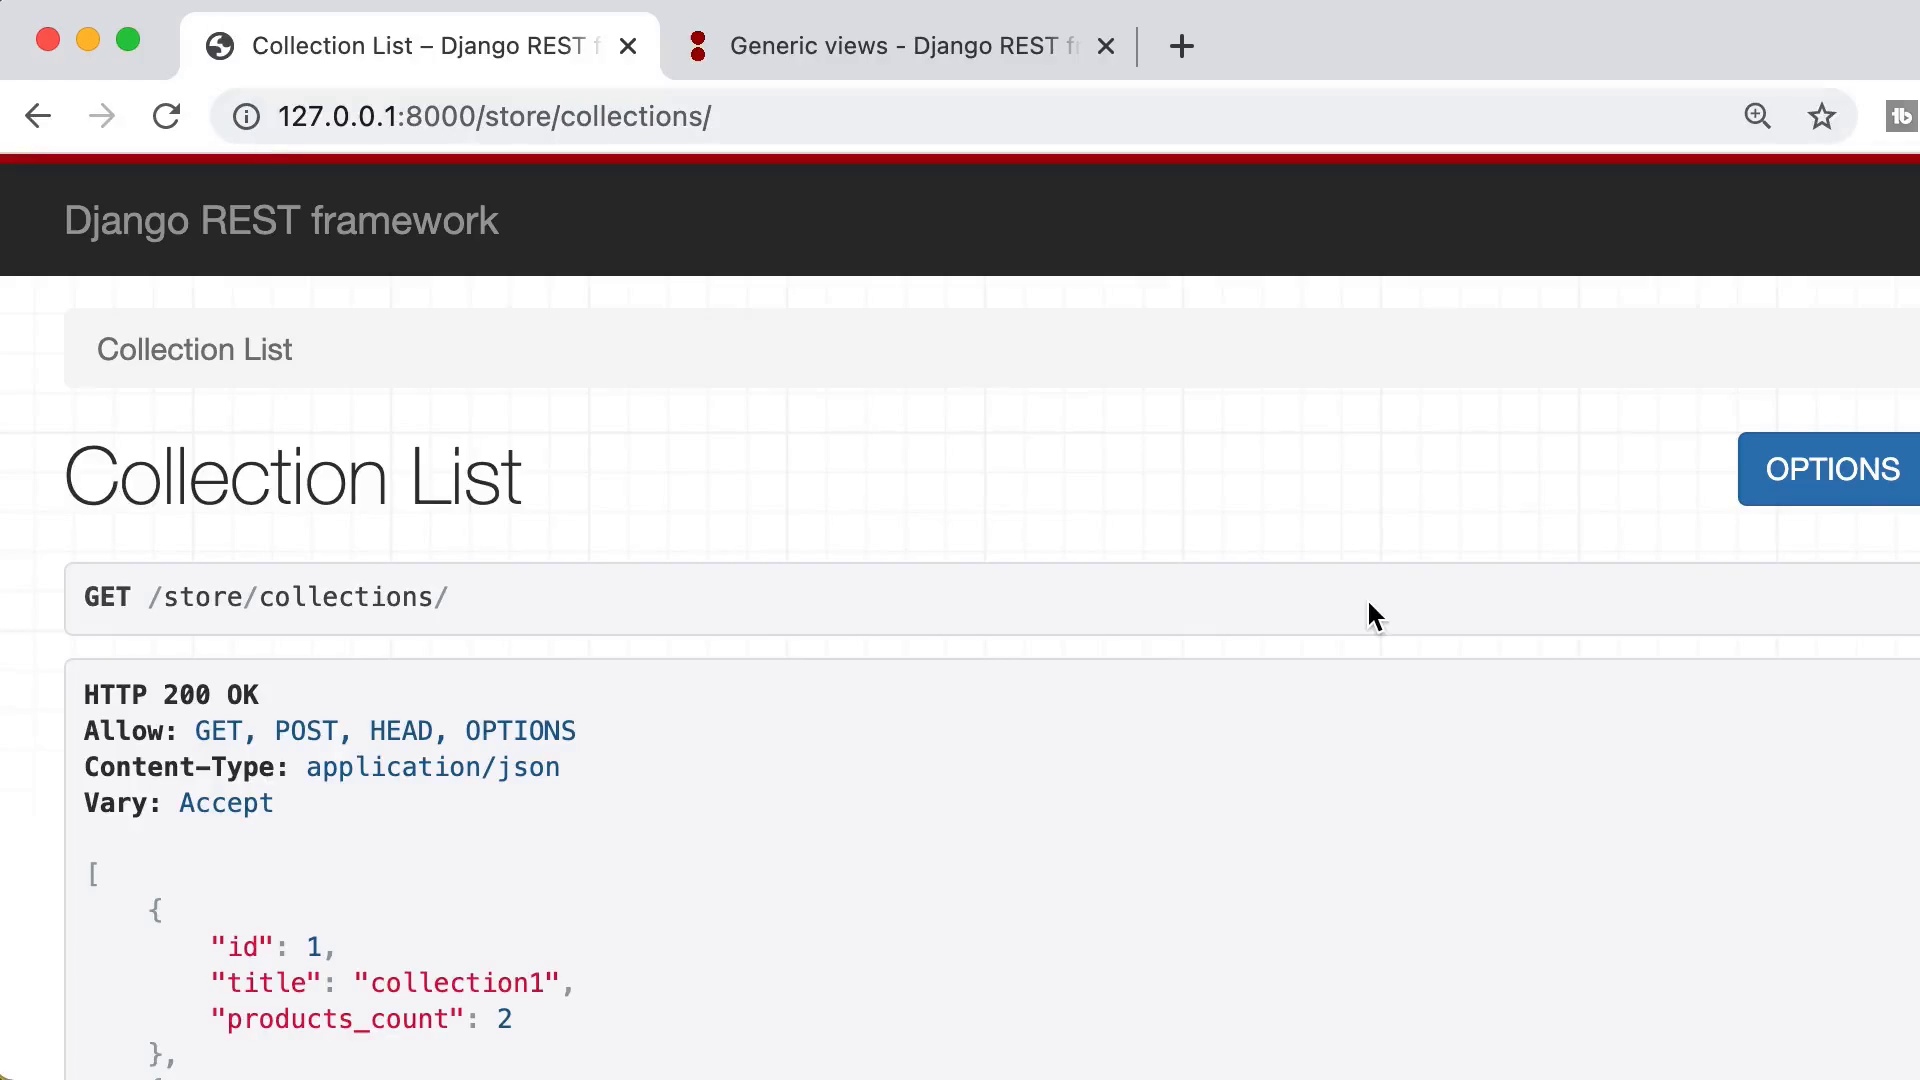 Collection List – Django REST f
Generic views - Django REST f
127.0.0.1:8000/store/collections/
tb
Django REST framework
Collection List
Collection List
OPTIONS
GET /store/collections/
HTTP 200 OK
Allow: GET, POST, HEAD, OPTIONS
Content-Type: application/json
Vary: Accept
[
{
"id": 1,
"title": "collection1",
"products_count": 2
},